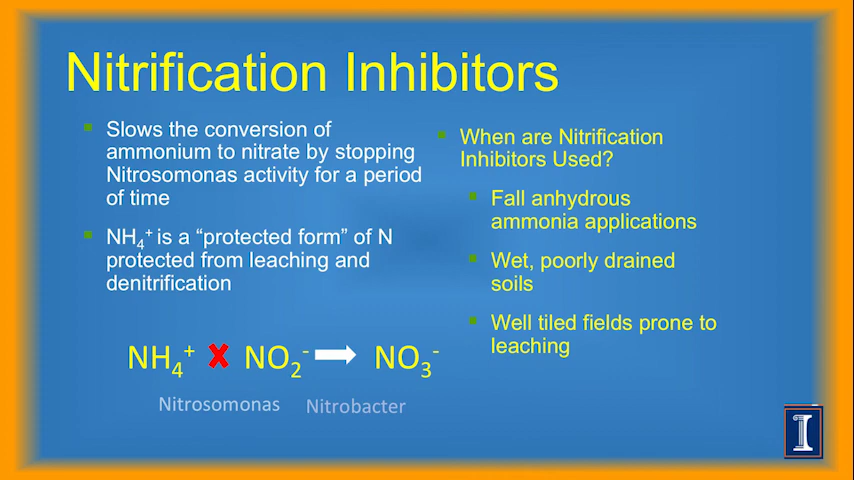 Nitrification Inhibitors
Slows the conversion of
ammonium to nitrate by stopping
Nitrosomonas activity for a period
of time
NH₄⁺ is a “protected form” of N
protected from leaching and
denitrification
NH₄⁺ ✘ NO₂⁻ → NO₃⁻
Nitrosomonas Nitrobacter
When are Nitrification
Inhibitors Used?
Fall anhydrous
ammonia applications
Wet, poorly drained
soils
Well tiled fields prone to
leaching
I